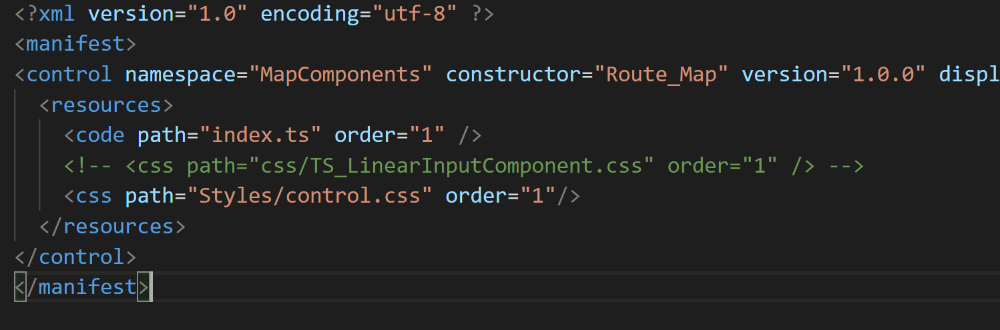 <?xml version="1.0" encoding="utf-8" ?>
<manifest>
<control namespace="MapComponents" constructor="Route_Map" version="1.0.0" displ
<resources>
<code path="index.ts" order="1" />
<!-- <css path="css/TS_LinearInputComponent.css" order="1" /> -->
<css path="Styles/control.css" order="1"/>
</resources>
</control>
</manifest>